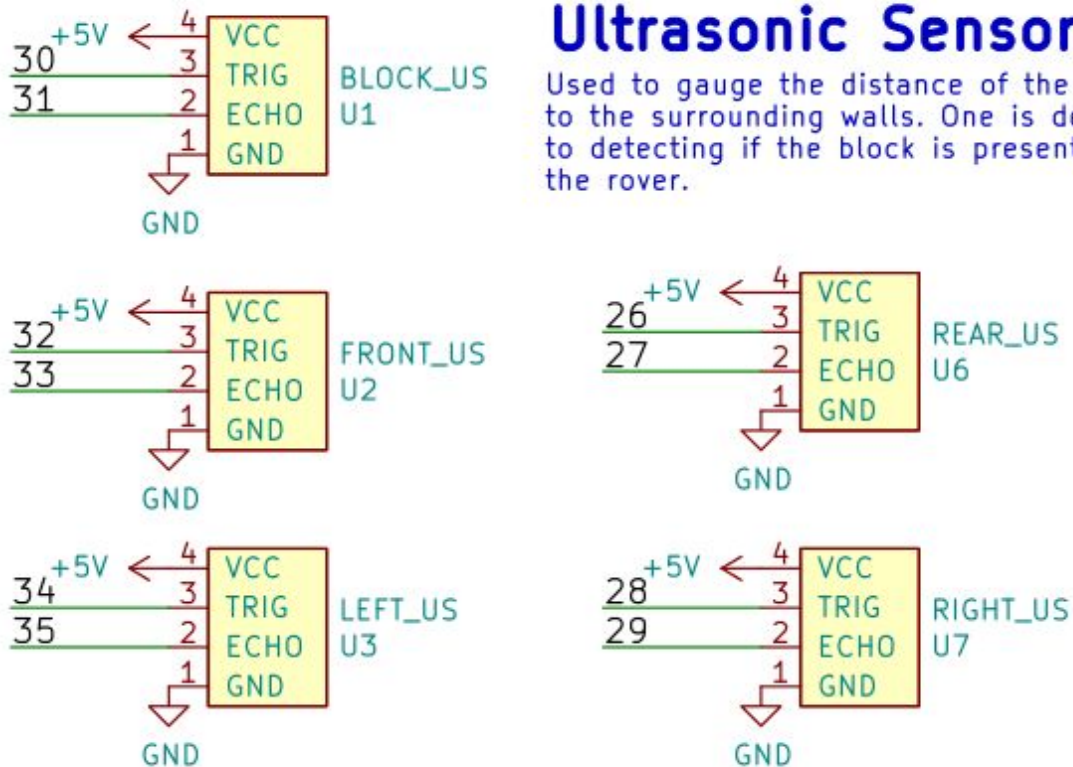 Ultrasonic Sensor
Used to gauge the distance of the
to the surrounding walls. One is
to detecting if the block is present
the rover.
+5V 4 VCC
30 3 TRIG
31 2 ECHO
1 GND
GND
BLOCK_US
U1
+5V 4 VCC
32 3 TRIG
33 2 ECHO
1 GND
GND
FRONT_US
U2
+5V 4 VCC
34 3 TRIG
35 2 ECHO
1 GND
GND
LEFT_US
U3
+5V 4 VCC
26 3 TRIG
27 2 ECHO
1 GND
GND
REAR_US
U6
+5V 4 VCC
28 3 TRIG
29 2 ECHO
1 GND
GND
RIGHT_US
U7